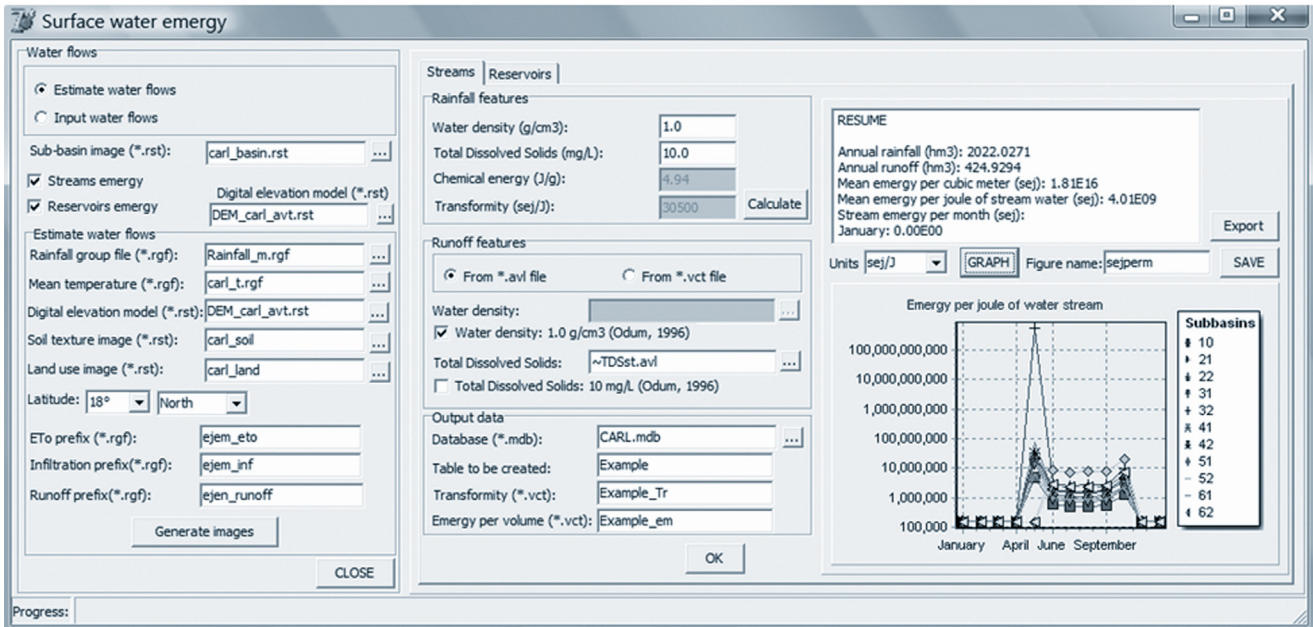 Surface water emergy
Water flows
Estimate water flows
Input water flows
Sub-basin image (*.rst): carl_basin.rst ...
Streams emergy
Digital elevation model (*.rst)
Reservoirs emergy
DEM_carl_avt.rst ...
Estimate water flows
Rainfall group file (*.rgf): Rainfall_m.rgf ...
Mean temperature (*.rgf): carl_t.rgf ...
Digital elevation model (*.rst): DEM_carl_avt.rst ...
Soil texture image (*.rst): carl_soil ...
Land use image (*.rst): carl_land ...
Latitude: 18° North
ETo prefix (*.rgf): ejem_eto
Infiltration prefix(*.rgf): ejem_inf
Runoff prefix(*.rgf): ejen_runoff
Generate images
CLOSE
Streams Reservoirs
Rainfall features
Water density (g/cm3): 1.0
Total Dissolved Solids (mg/L): 10.0
Chemical energy (J/g): 4.94
Transformity (sej/J): 30500 Calculate
Runoff features
From *.avl file From *.vct file
Water density: ...
Water density: 1.0 g/cm3 (Odum, 1996)
Total Dissolved Solids: ~TDSst.avl ...
Total Dissolved Solids: 10 mg/L (Odum, 1996)
Output data
Database (*.mdb): CARL.mdb ...
Table to be created: Example
Transformity (*.vct): Example_Tr
Emergy per volume (*.vct): Example_em
OK
RESUME
Annual rainfall (hm3): 2022.0271
Annual runoff (hm3): 424.9294
Mean emergy per cubic meter (sej): 1.81E16
Mean emergy per joule of stream water (sej): 4.01E09
Stream emergy per month (sej):
January: 0.00E00
Export
Units sej/J GRAPH Figure name: sejperm SAVE
Emergy per joule of water stream
100,000,000,000
10,000,000,000
1,000,000,000
100,000,000
10,000,000
1,000,000
100,000
January April June September
Subbasins
10
21
22
31
32
41
42
51
52
61
62
Progress: